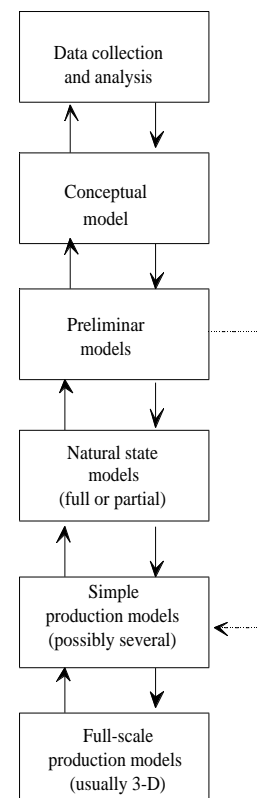 Data collection
and analysis
Conceptual
model
Preliminar
models
Natural state
models
(full or partial)
Simple
production models
(possibly several)
Full-scale
production models
(usually 3-D)